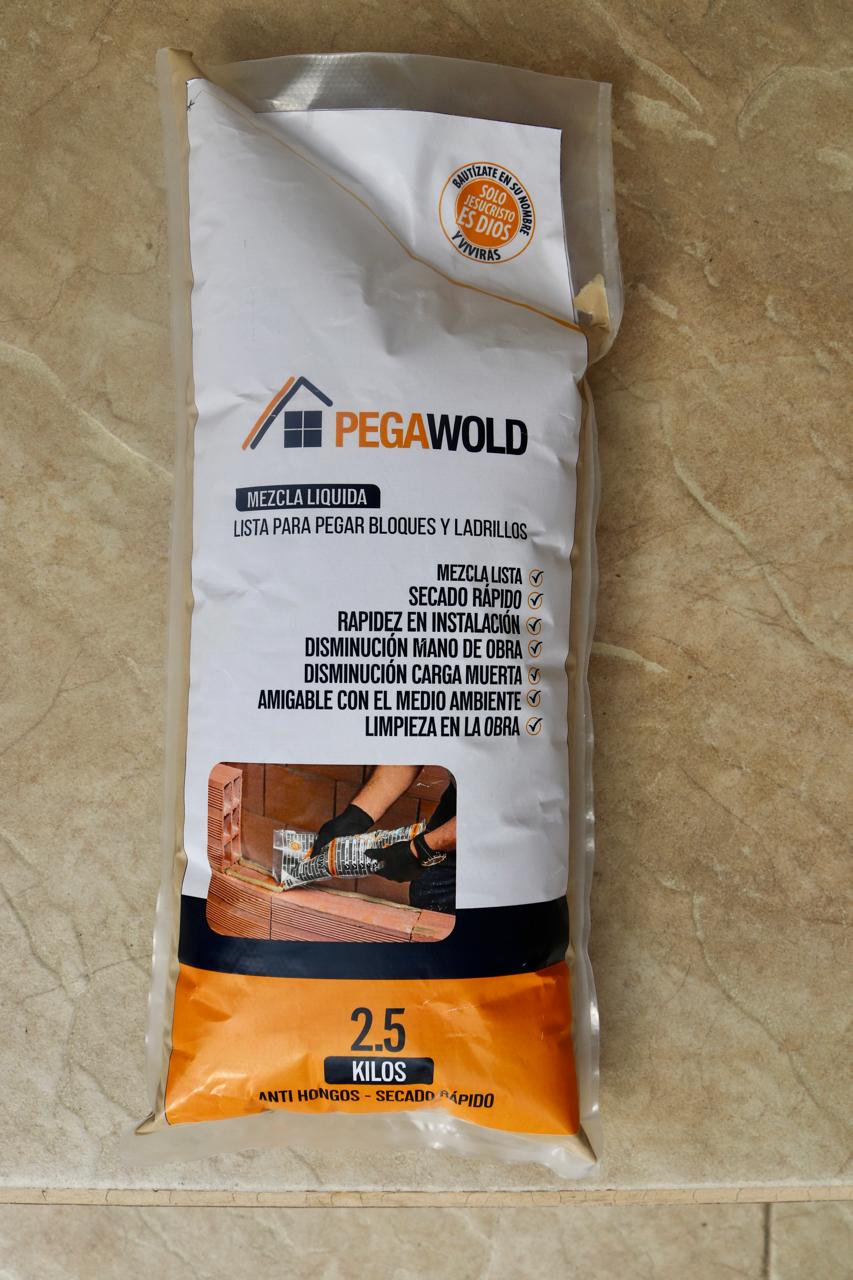 BAUTÍZATE EN SU NOMBRE
SOLO
JESUCRISTO
ES DIOS
Y VIVIRÁS
PEGAWOLD
MEZCLA LIQUIDA
LISTA PARA PEGAR BLOQUES Y LADRILLOS
MEZCLA LISTA
SECADO RÁPIDO
RAPIDEZ EN INSTALACIÓN
DISMINUCIÓN MANO DE OBRA
DISMINUCIÓN CARGA MUERTA
AMIGABLE CON EL MEDIO AMBIENTE
LIMPIEZA EN LA OBRA
2.5
KILOS
ANTI HONGOS - SECADO RÁPIDO